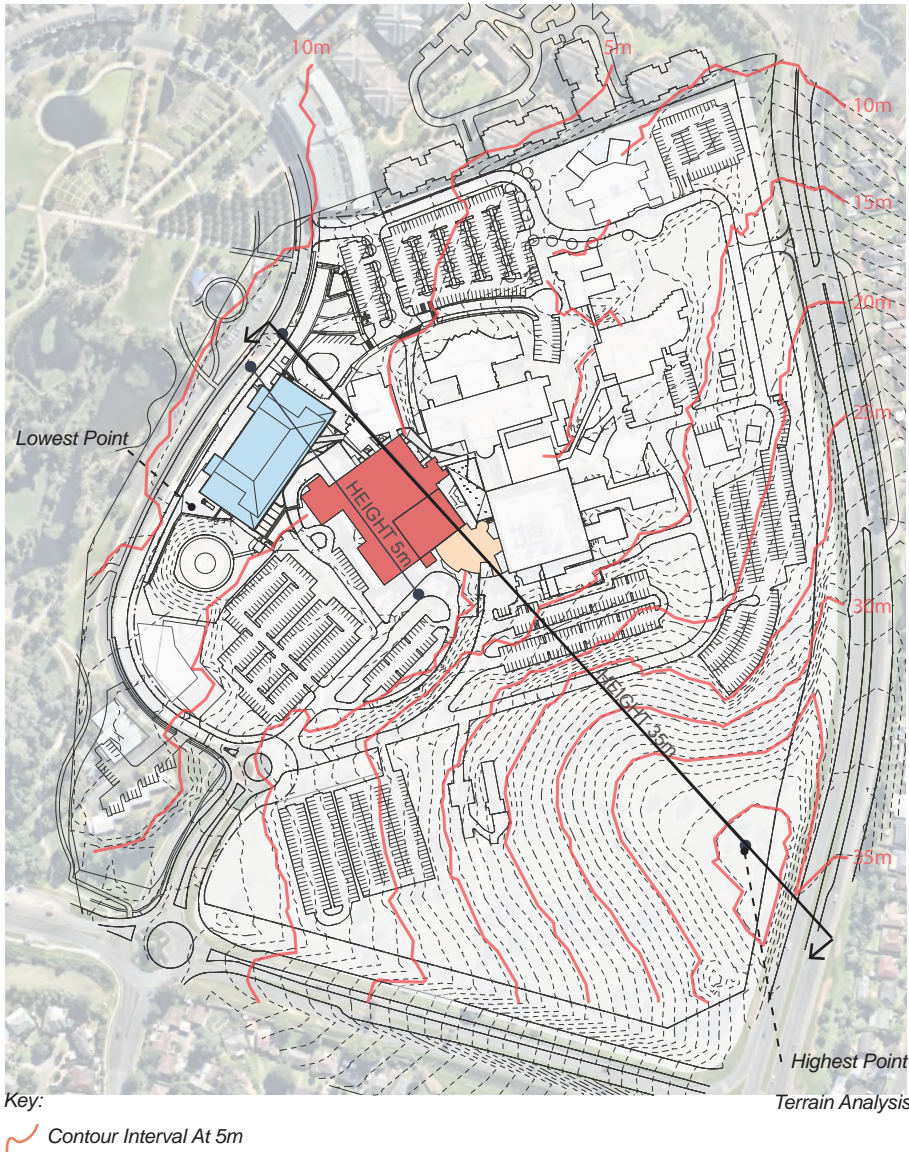 10m
5m
10m
15m
20m
25m
Lowest Point
HEIGHT 5m
30m
HEIGHT 35m
35m
Highest Point
Key:
Terrain Analysis
Contour Interval At 5m